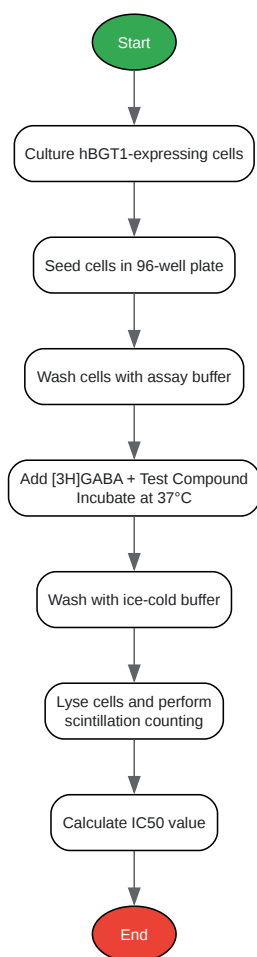 Start
Culture hBGT1-expressing cells
Seed cells in 96-well plate
Wash cells with assay buffer
Add [3H]GABA + Test Compound
Incubate at 37°C
Wash with ice-cold buffer
Lyse cells and perform
scintillation counting
Calculate IC50 value
End